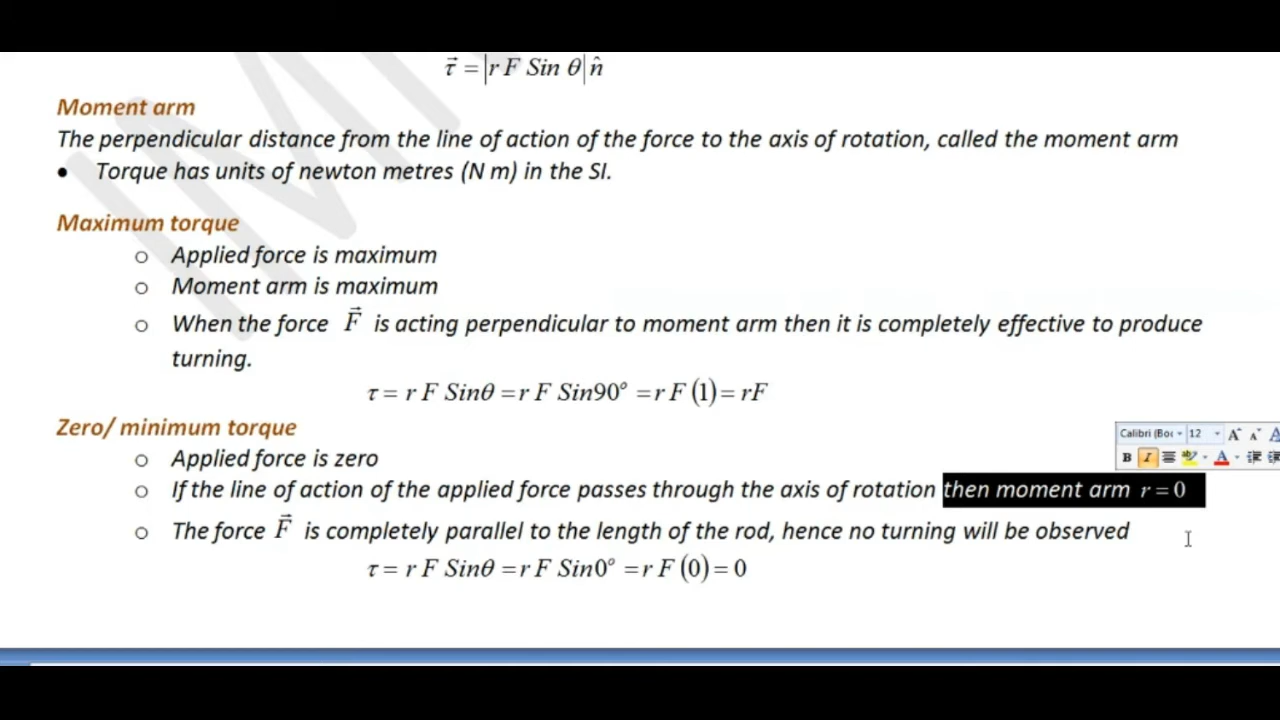 τ⃗ = |r F Sin θ| n̂
Moment arm
The perpendicular distance from the line of action of the force to the axis of rotation, called the moment arm
• Torque has units of newton metres (N m) in the SI.
Maximum torque
o Applied force is maximum
o Moment arm is maximum
o When the force F⃗ is acting perpendicular to moment arm then it is completely effective to produce
turning.
τ = r F Sinθ = r F Sin90° = r F (1) = rF
Zero/ minimum torque
Calibri (Boc 12 A A A
B I A
o Applied force is zero
o If the line of action of the applied force passes through the axis of rotation then moment arm r = 0
o The force F⃗ is completely parallel to the length of the rod, hence no turning will be observed
τ = r F Sinθ = r F Sin0° = r F (0) = 0